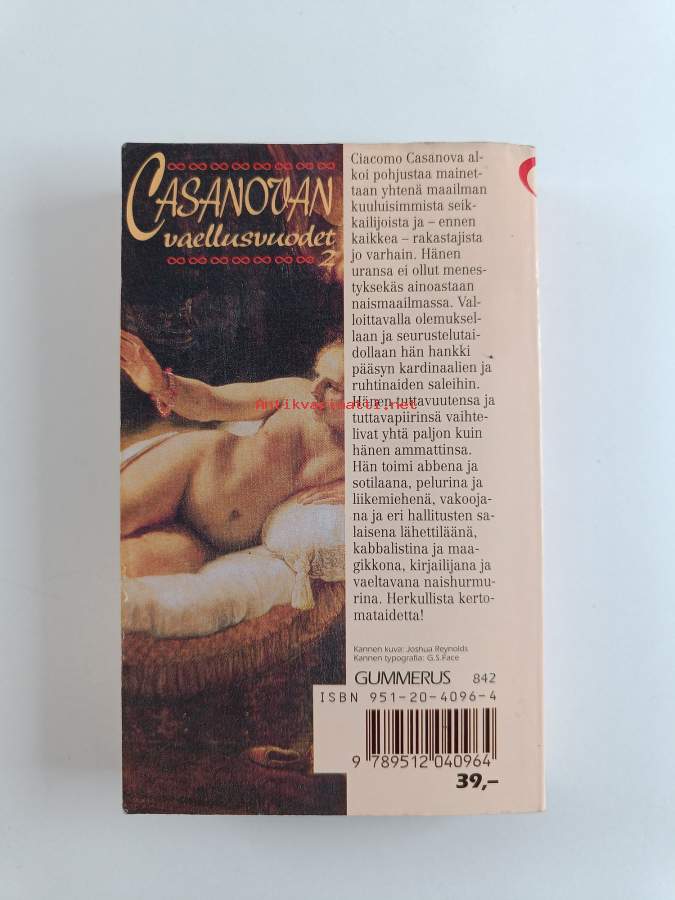 CASANOVAN
vaellusvuodet
2
Giacomo Casanova al-
koi pohjustaa mainet-
taan yhtenä maailman
kuuluisimmista seik-
kailijoista ja – ennen
kaikkea – rakastajista
jo varhain. Hänen
uransa ei ollut menes-
tyksekäs ainoastaan
naismaailmassa. Val-
loittavalla olemuksel-
laan ja seurustelutai-
dollaan hän hankki
pääsyn kardinaalien ja
ruhtinaiden saleihin.
Hänen tuttavuutensa ja
tuttavapiirinsä vaihte-
livat yhtä paljon kuin
hänen ammattinsa.
Hän toimi abbena ja
sotilaana, pelurina ja
liikemiehenä, vakooja-
na ja eri hallitusten sa-
laisena lähettiläänä,
kabbalistina ja maa-
gikkona, kirjailijana ja
vaeltavana naishurmu-
rina. Herkullista kerto-
mataidetta!
Antikvariaatti.net
Kannen kuva: Joshua Reynolds
Kannen typografia: G.S.Face
GUMMERUS 842
ISBN 951-20-4096-4
9 789512 040964
39,–